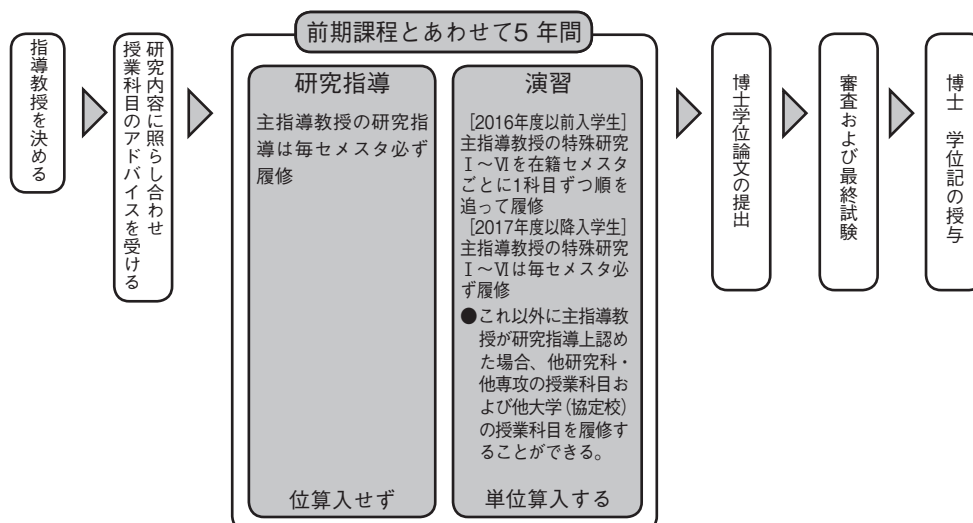 指導教授を決める
研究内容に照らし合わせ
授業科目のアドバイスを受ける
前期課程とあわせて5年間
研究指導
主指導教授の研究指
導は毎セメスタ必ず
履修
位算入せず
演習
［2016年度以前入学生］
主指導教授の特殊研究
Ⅰ～Ⅵを在籍セメスタ
ごとに1科目ずつ順を
追って履修
［2017年度以降入学生］
主指導教授の特殊研究
Ⅰ～Ⅵは毎セメスタ必
ず履修
●これ以外に主指導教
授が研究指導上認め
た場合、他研究科・
他専攻の授業科目お
よび他大学（協定校）
の授業科目を履修す
ることができる。
単位算入する
博士学位論文の提出
審査および最終試験
博士 学位記の授与